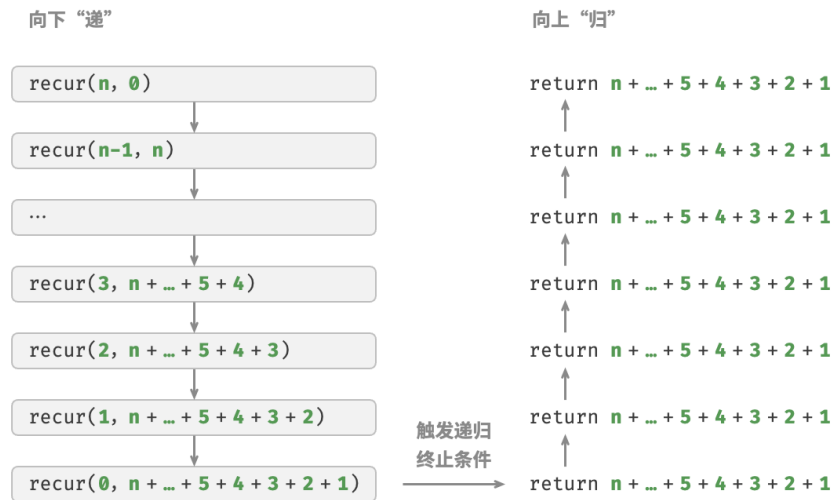 向下“递”
recur(n, 0)
recur(n-1, n)
…
recur(3, n + … + 5 + 4)
recur(2, n + … + 5 + 4 + 3)
recur(1, n + … + 5 + 4 + 3 + 2)
recur(0, n + … + 5 + 4 + 3 + 2 + 1)
触发递归
终止条件
向上“归”
return n + … + 5 + 4 + 3 + 2 + 1
return n + … + 5 + 4 + 3 + 2 + 1
return n + … + 5 + 4 + 3 + 2 + 1
return n + … + 5 + 4 + 3 + 2 + 1
return n + … + 5 + 4 + 3 + 2 + 1
return n + … + 5 + 4 + 3 + 2 + 1
return n + … + 5 + 4 + 3 + 2 + 1